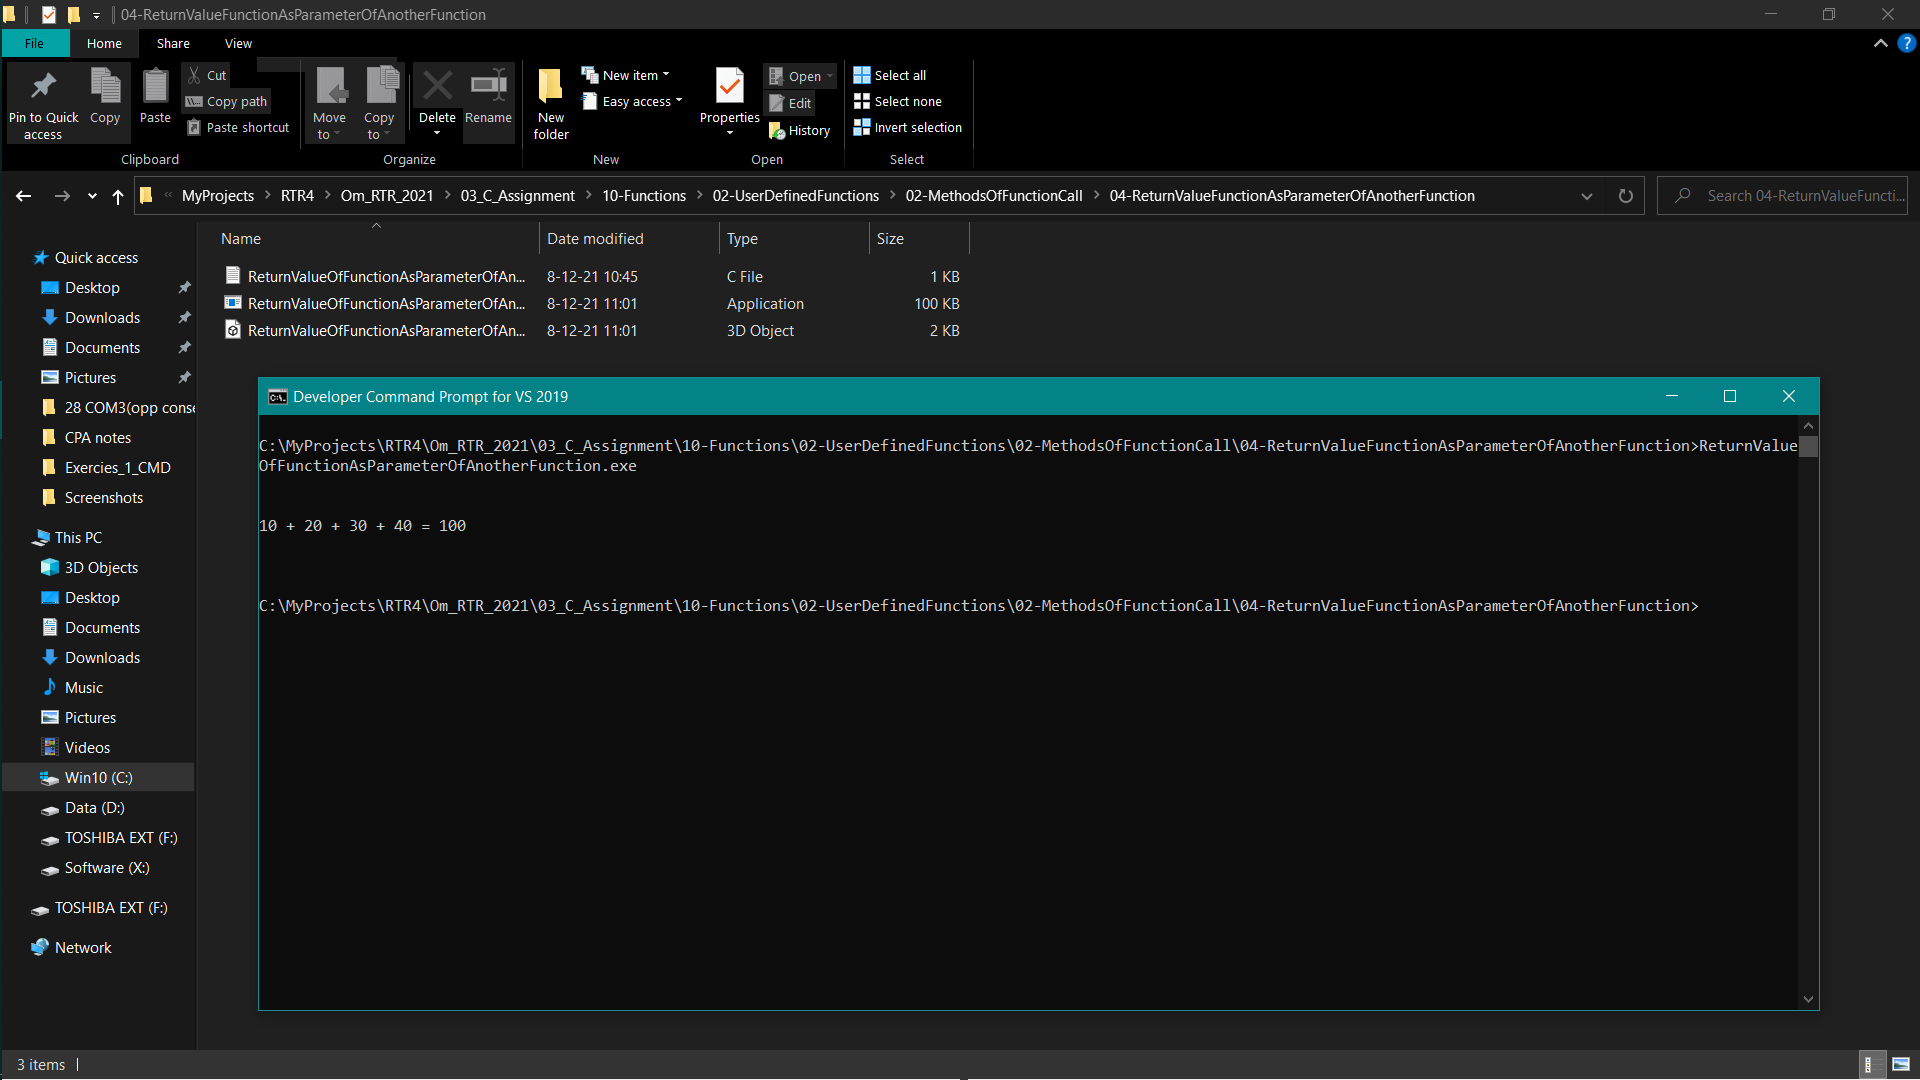 04-ReturnValueFunctionAsParameterOfAnotherFunction
File Home Share View
Pin to Quick access
Copy
Paste
Cut
Copy path
Paste shortcut
Clipboard
Move to
Copy to
Delete
Rename
Organize
New folder
New item
Easy access
New
Properties
Open
Edit
History
Open
Select all
Select none
Invert selection
Select
« MyProjects > RTR4 > Om_RTR_2021 > 03_C_Assignment > 10-Functions > 02-UserDefinedFunctions > 02-MethodsOfFunctionCall > 04-ReturnValueFunctionAsParameterOfAnotherFunction
Search 04-ReturnValueFuncti...
Name Date modified Type Size
ReturnValueOfFunctionAsParameterOfAn... 8-12-21 10:45 C File 1 KB
ReturnValueOfFunctionAsParameterOfAn... 8-12-21 11:01 Application 100 KB
ReturnValueOfFunctionAsParameterOfAn... 8-12-21 11:01 3D Object 2 KB
Quick access
Desktop
Downloads
Documents
Pictures
28 COM3(opp conse
CPA notes
Exercies_1_CMD
Screenshots
This PC
3D Objects
Desktop
Documents
Downloads
Music
Pictures
Videos
Win10 (C:)
Data (D:)
TOSHIBA EXT (F:)
Software (X:)
TOSHIBA EXT (F:)
Network
Developer Command Prompt for VS 2019
C:\MyProjects\RTR4\Om_RTR_2021\03_C_Assignment\10-Functions\02-UserDefinedFunctions\02-MethodsOfFunctionCall\04-ReturnValueFunctionAsParameterOfAnotherFunction>ReturnValue
OfFunctionAsParameterOfAnotherFunction.exe
10 + 20 + 30 + 40 = 100
C:\MyProjects\RTR4\Om_RTR_2021\03_C_Assignment\10-Functions\02-UserDefinedFunctions\02-MethodsOfFunctionCall\04-ReturnValueFunctionAsParameterOfAnotherFunction>
3 items